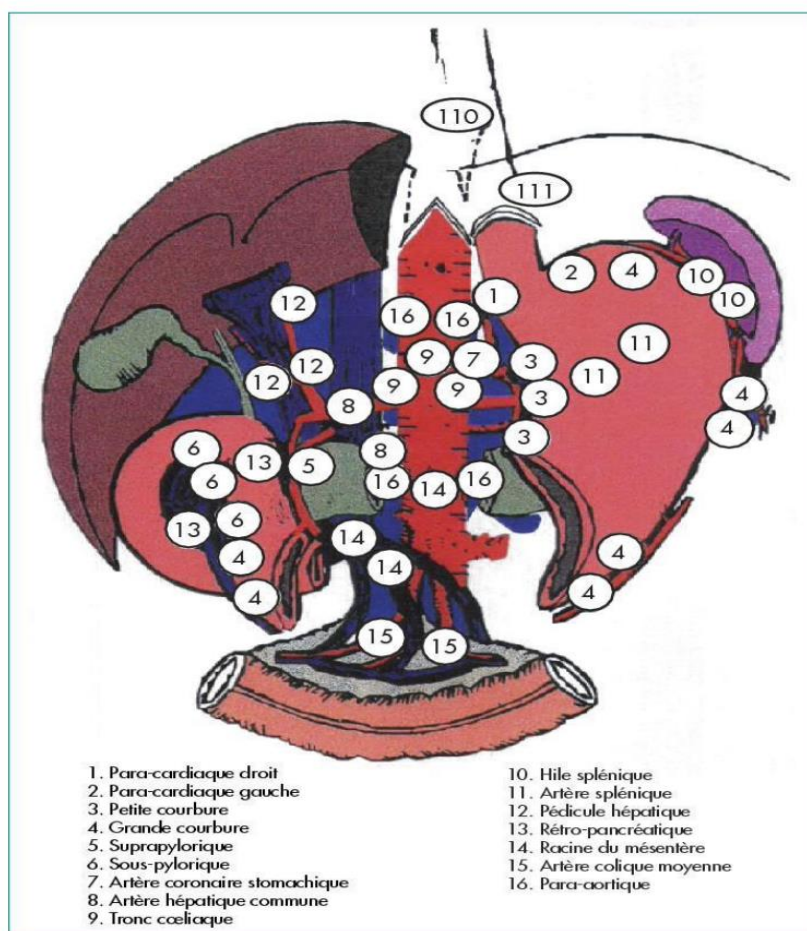 110
111
2 4 10
12 1 10
16 16
11
9 7 3
12 12 9 9 11
8 3 4
4
6 8 3
13 5
6 16 14 16
13 6
14
4 14 4
4 4
15 15
1. Para-cardiaque droit
2. Para-cardiaque gauche
3. Petite courbure
4. Grande courbure
5. Suprapylorique
6. Sous-pylorique
7. Artère coronaire stomachique
8. Artère hépatique commune
9. Tronc cœliaque
10. Hile splénique
11. Artère splénique
12. Pédicule hépatique
13. Rétro-pancréatique
14. Racine du mésentère
15. Artère colique moyenne
16. Para-aortique